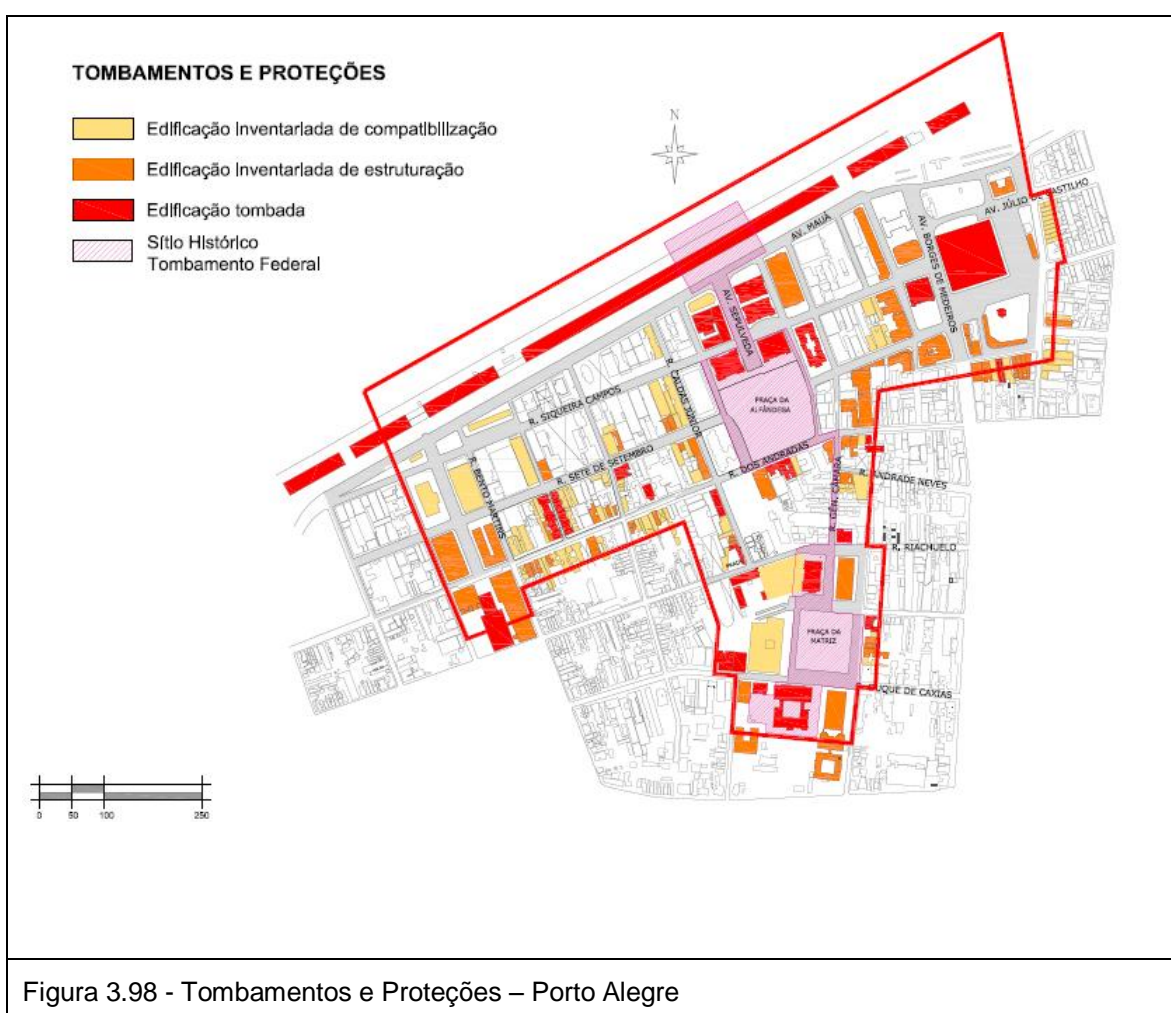 TOMBAMENTOS E PROTEÇÕES
Edificação Inventariada de compatibilização
Edificação Inventariada de estruturação
Edificação tombada
Sítio Histórico
Tombamento Federal
N
AV. JÚLIO DE CASTILHO
AV. MAUÁ
AV. BORGES DE MEDEIROS
AV. SEPÚLVEDA
R. CALDAS JÚNIOR
R. SIQUEIRA CAMPOS
PRAÇA DA
ALFÂNDEGA
R. SETE DE SETEMBRO
R. DOS ANDRADAS
R. BENTO MARTINS
R. GEN. CÂMARA
R. ANDRADE NEVES
R. RIACHUELO
PRAÇA DA
MATRIZ
DUQUE DE CAXIAS
0 50 100 250
Figura 3.98 - Tombamentos e Proteções – Porto Alegre